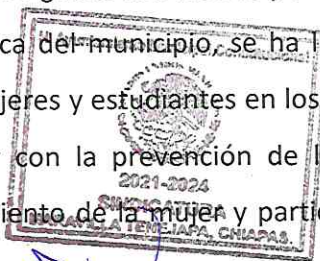 ca del municipio, se ha l
jeres y estudiantes en los
con la prevención de l
2021-2024
SINDICATURA
iento de la mujer y partic
TENEJAPA, CHIAPAS.